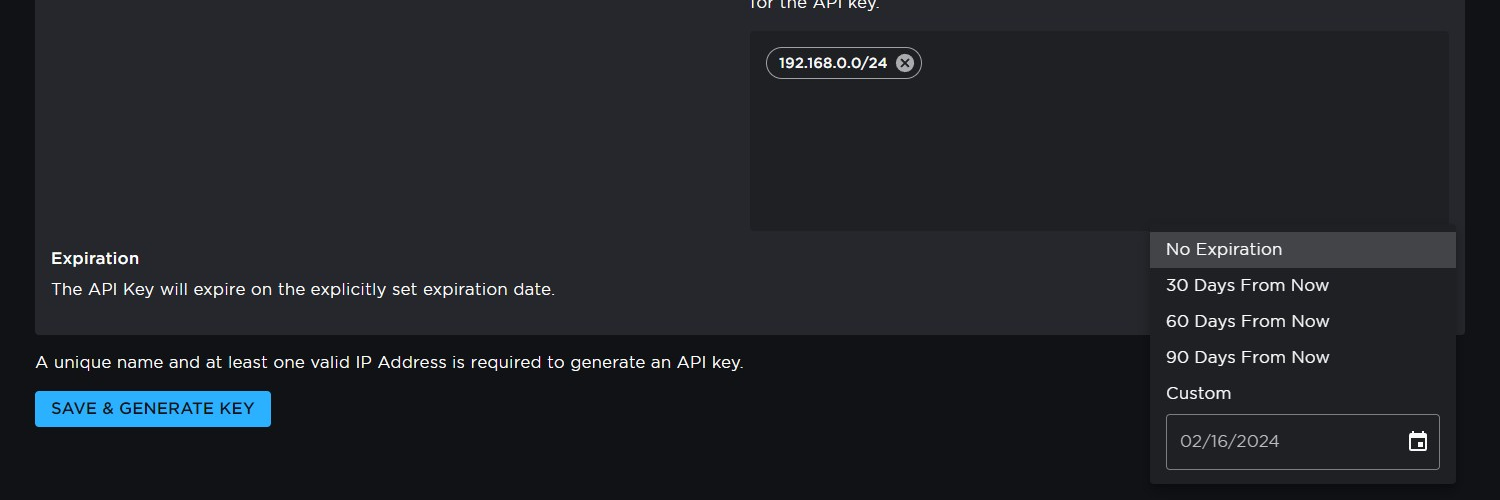 for the API key.
192.168.0.0/24
Expiration
The API Key will expire on the explicitly set expiration date.
No Expiration
30 Days From Now
60 Days From Now
90 Days From Now
Custom
02/16/2024
A unique name and at least one valid IP Address is required to generate an API key.
SAVE & GENERATE KEY